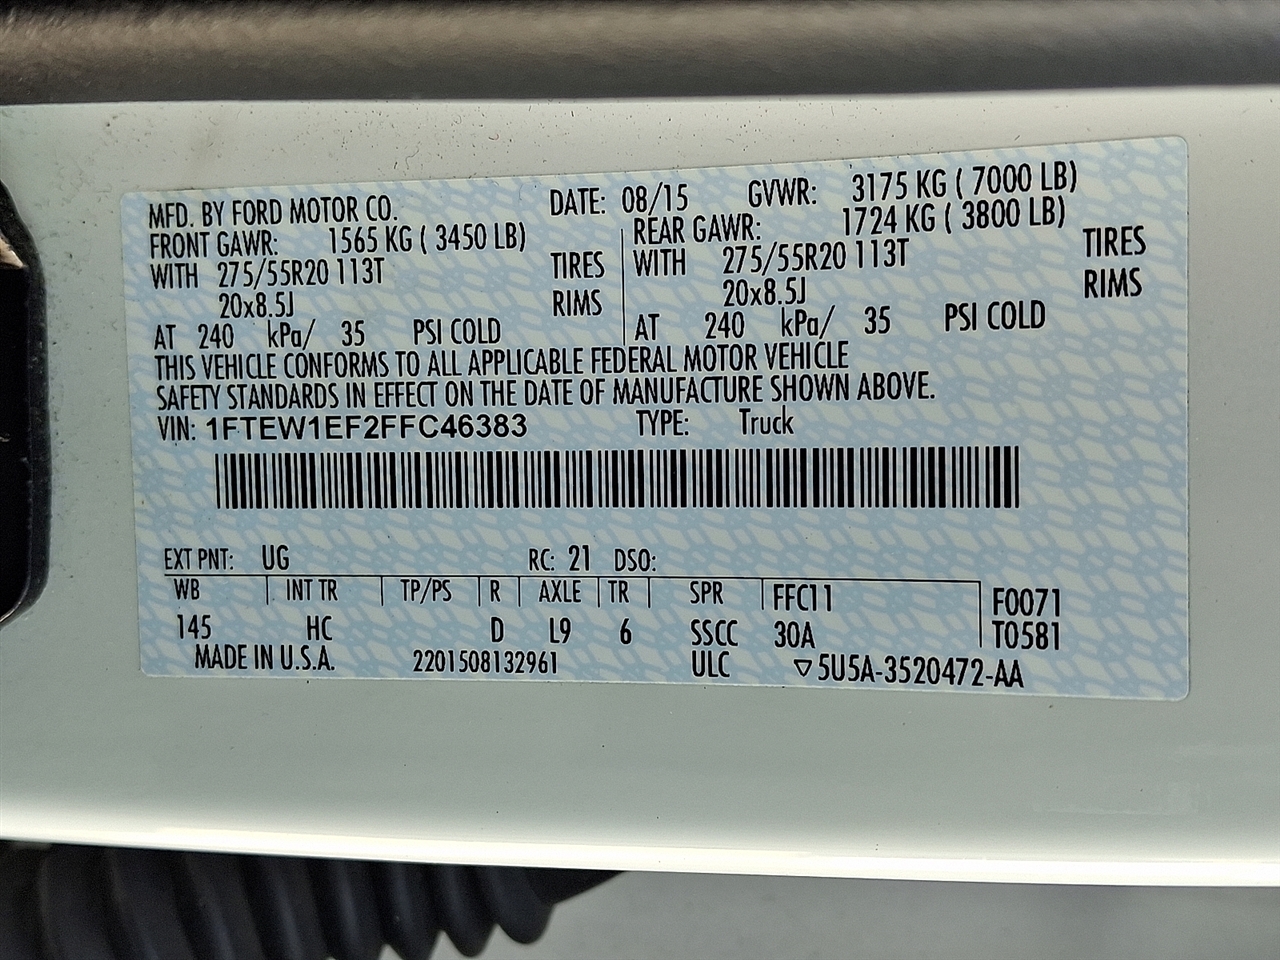 MFD. BY FORD MOTOR CO. DATE: 08/15 GVWR: 3175 KG ( 7000 LB)
FRONT GAWR: 1565 KG ( 3450 LB) REAR GAWR: 1724 KG ( 3800 LB)
WITH 275/55R20 113T TIRES WITH 275/55R20 113T TIRES
20x8.5J RIMS 20x8.5J RIMS
AT 240 kPa/ 35 PSI COLD AT 240 kPa/ 35 PSI COLD
THIS VEHICLE CONFORMS TO ALL APPLICABLE FEDERAL MOTOR VEHICLE
SAFETY STANDARDS IN EFFECT ON THE DATE OF MANUFACTURE SHOWN ABOVE.
VIN: 1FTEW1EF2FFC46383 TYPE: Truck
EXT PNT: UG RC: 21 DSO:
WB INT TR TP/PS R AXLE TR SPR FFC11 F0071
145 HC D L9 6 SSCC 30A T0581
MADE IN U.S.A. 2201508132961 ULC ▽5U5A-3520472-AA